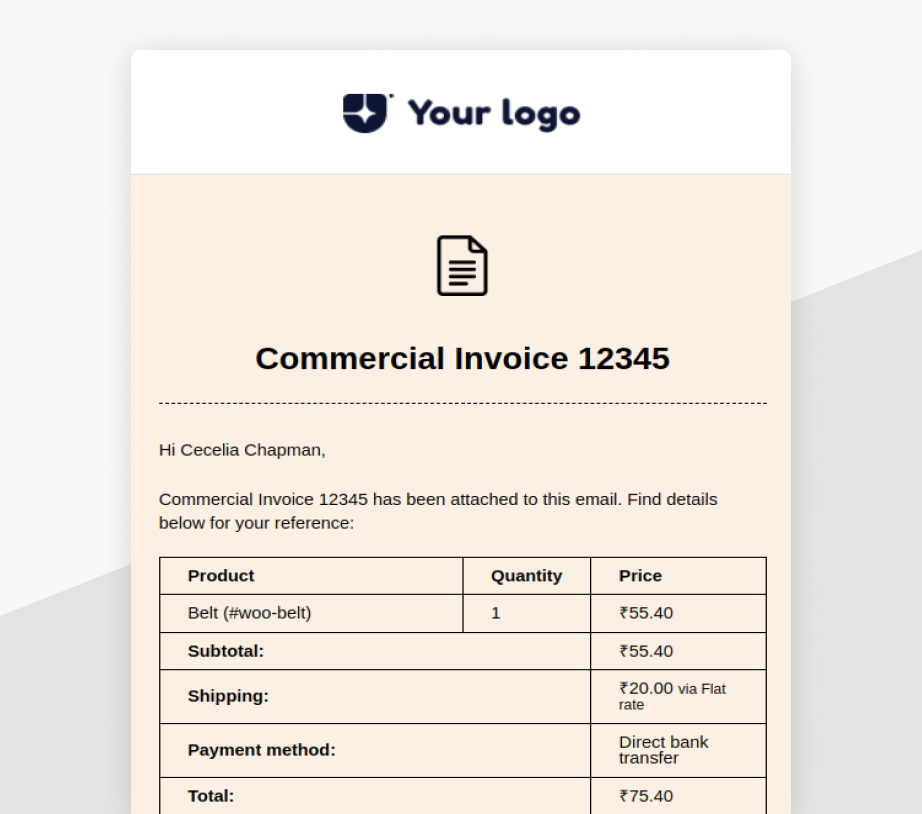 Your logo
Commercial Invoice 12345
Hi Cecelia Chapman,
Commercial Invoice 12345 has been attached to this email. Find details
below for your reference:
Product Quantity Price
Belt (#woo-belt) 1 ₹55.40
Subtotal: ₹55.40
Shipping: ₹20.00 via Flat
rate
Payment method: Direct bank
transfer
Total: ₹75.40